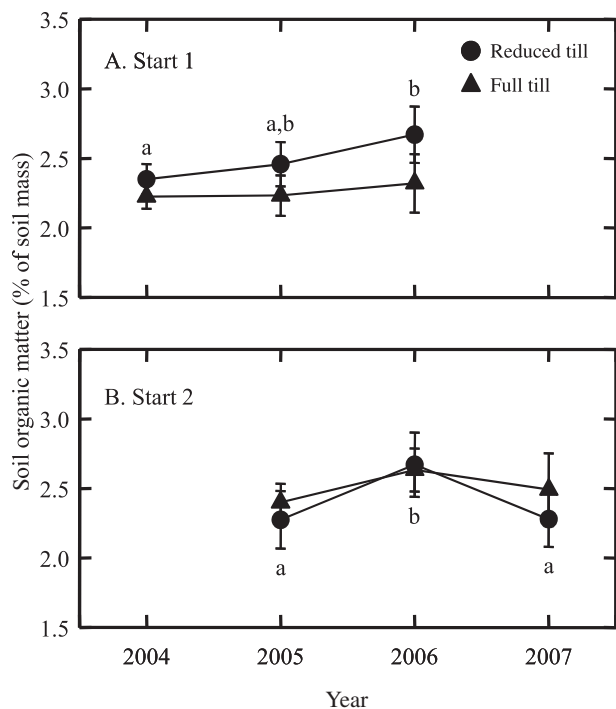 3.5
A. Start 1
Reduced till
Full till
3.0
b
a
a,b
2.5
2.0
1.5
Soil organic matter (% of soil mass)
3.5
B. Start 2
3.0
2.5
b
a
a
2.0
1.5
2004 2005 2006 2007
Year